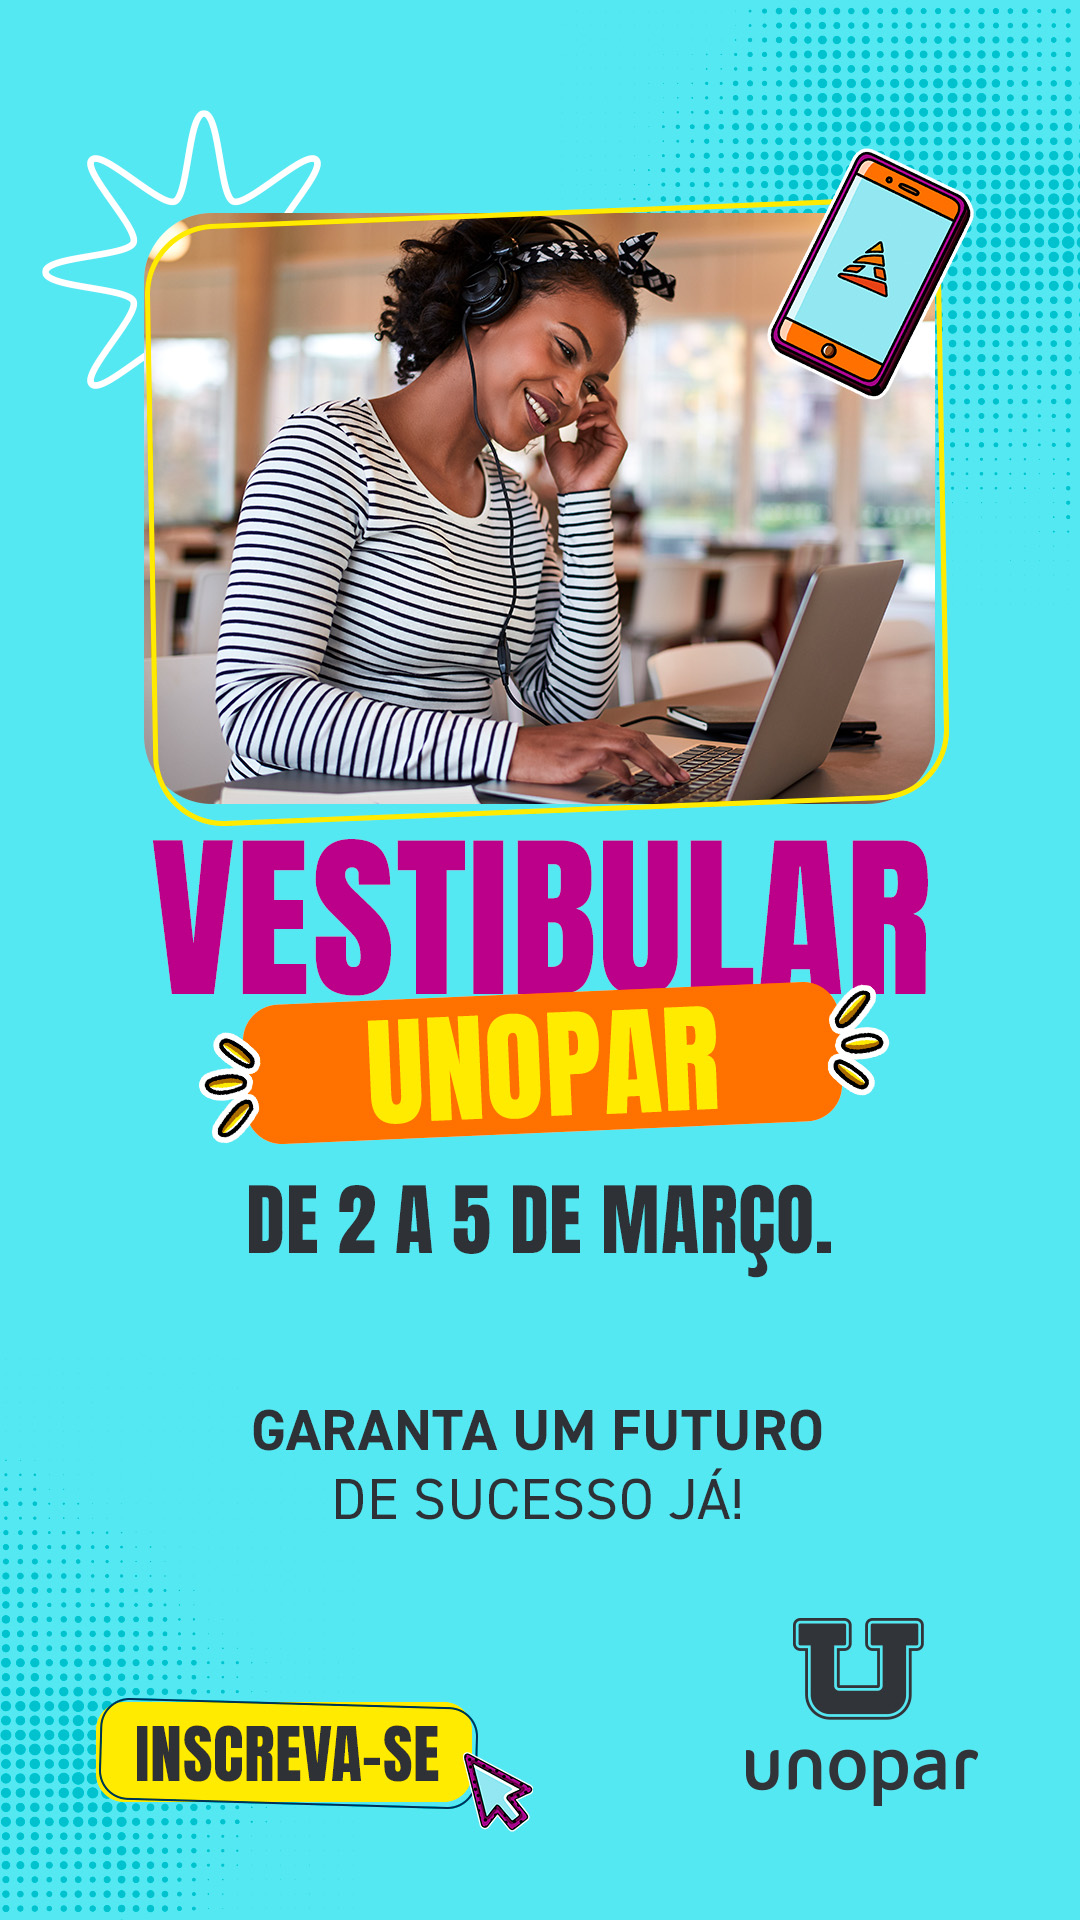 VESTIBULAR
UNOPAR
DE 2 A 5 DE MARÇO.
GARANTA UM FUTURO
DE SUCESSO JÁ!
INSCREVA-SE
U
unopar